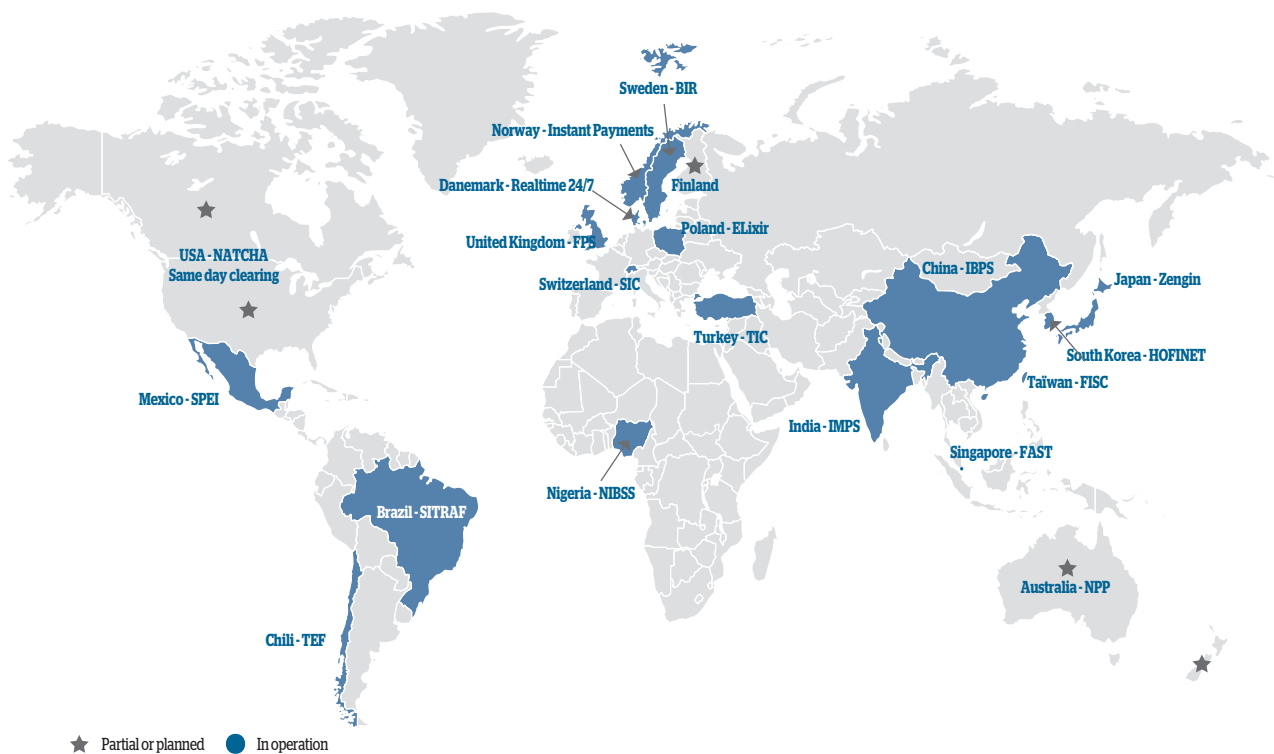 Sweden - BIR
Norway - Instant Payments
Danemark - Realtime 24/7
Finland
Poland - ELixir
United Kingdom - FPS
USA - NATCHA
Same day clearing
China - IBPS
Switzerland - SIC
Japan - Zengin
Turkey - TIC
South Korea - HOFINET
Taïwan - FISC
Mexico - SPEI
India - IMPS
Singapore - FAST
Nigeria - NIBSS
Brazil - SITRAF
Australia - NPP
Chili - TEF
Partial or planned
In operation